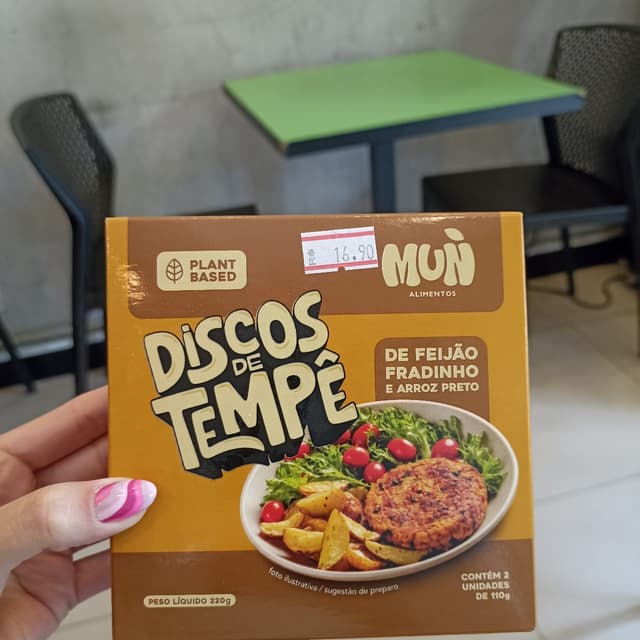 PLANT
BASED
R$ 16.90
MUÑ
ALIMENTOS
DISCOS
DE
TEMPÊ
DE FEIJÃO
FRADINHO
E ARROZ PRETO
foto ilustrativa / sugestão de preparo
PESO LÍQUIDO 220g
CONTÉM 2
UNIDADES
DE 110g